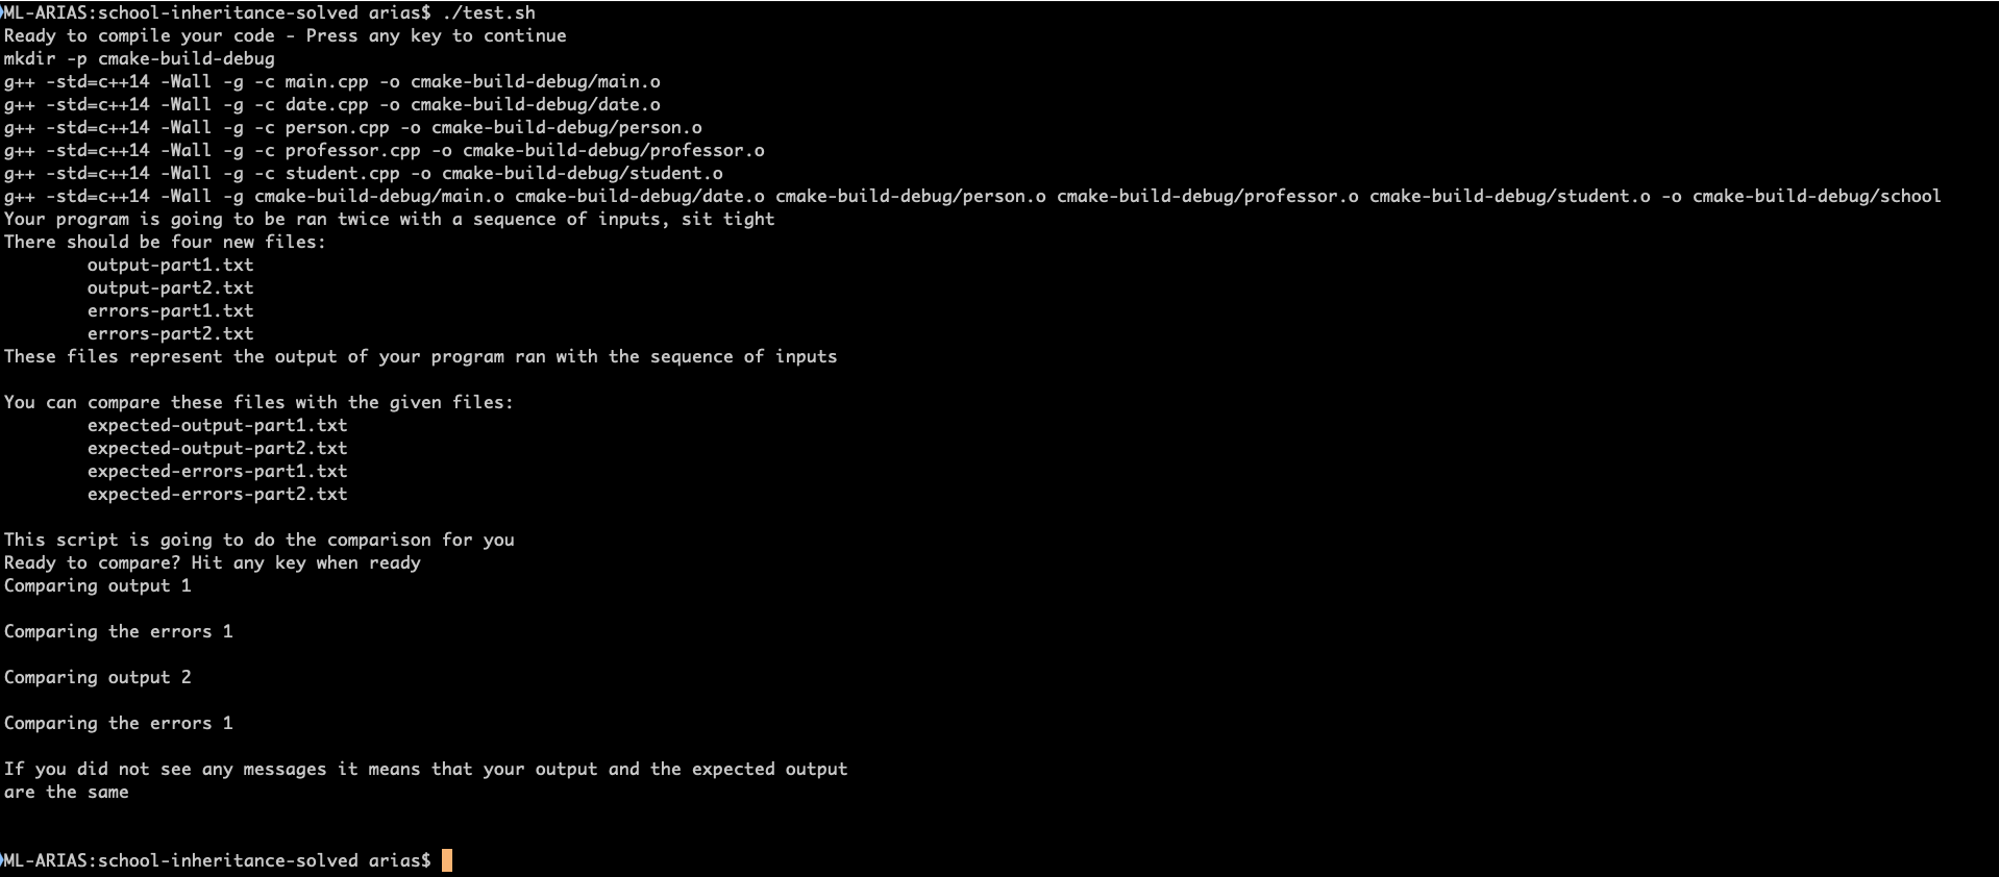 ML-ARIAS:school-inheritance-solved arias$ ./test.sh
Ready to compile your code - Press any key to continue
mkdir -p cmake-build-debug
g++ -std=c++14 -Wall -g -c main.cpp -o cmake-build-debug/main.o
g++ -std=c++14 -Wall -g -c date.cpp -o cmake-build-debug/date.o
g++ -std=c++14 -Wall -g -c person.cpp -o cmake-build-debug/person.o
g++ -std=c++14 -Wall -g -c professor.cpp -o cmake-build-debug/professor.o
g++ -std=c++14 -Wall -g -c student.cpp -o cmake-build-debug/student.o
g++ -std=c++14 -Wall -g cmake-build-debug/main.o cmake-build-debug/date.o cmake-build-debug/person.o cmake-build-debug/professor.o cmake-build-debug/student.o -o cmake-build-debug/school
Your program is going to be ran twice with a sequence of inputs, sit tight
There should be four new files:
output-part1.txt
output-part2.txt
errors-part1.txt
errors-part2.txt
These files represent the output of your program ran with the sequence of inputs
You can compare these files with the given files:
expected-output-part1.txt
expected-output-part2.txt
expected-errors-part1.txt
expected-errors-part2.txt
This script is going to do the comparison for you
Ready to compare? Hit any key when ready
Comparing output 1
Comparing the errors 1
Comparing output 2
Comparing the errors 1
If you did not see any messages it means that your output and the expected output
are the same
ML-ARIAS:school-inheritance-solved arias$